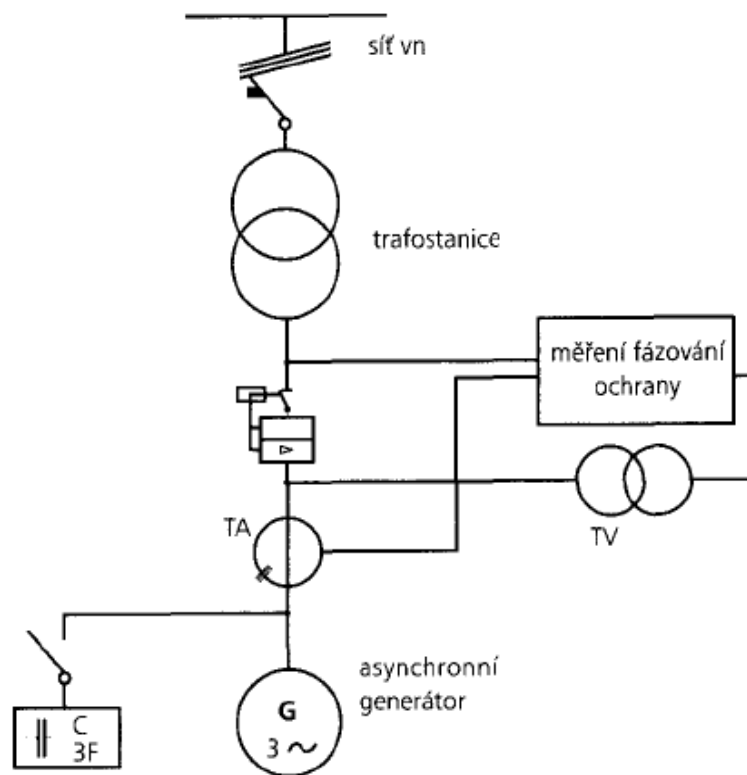 síť vn
trafostanice
měření fázování
ochrany
TA
TV
asynchronní
generátor
G
3 ~
C
3F